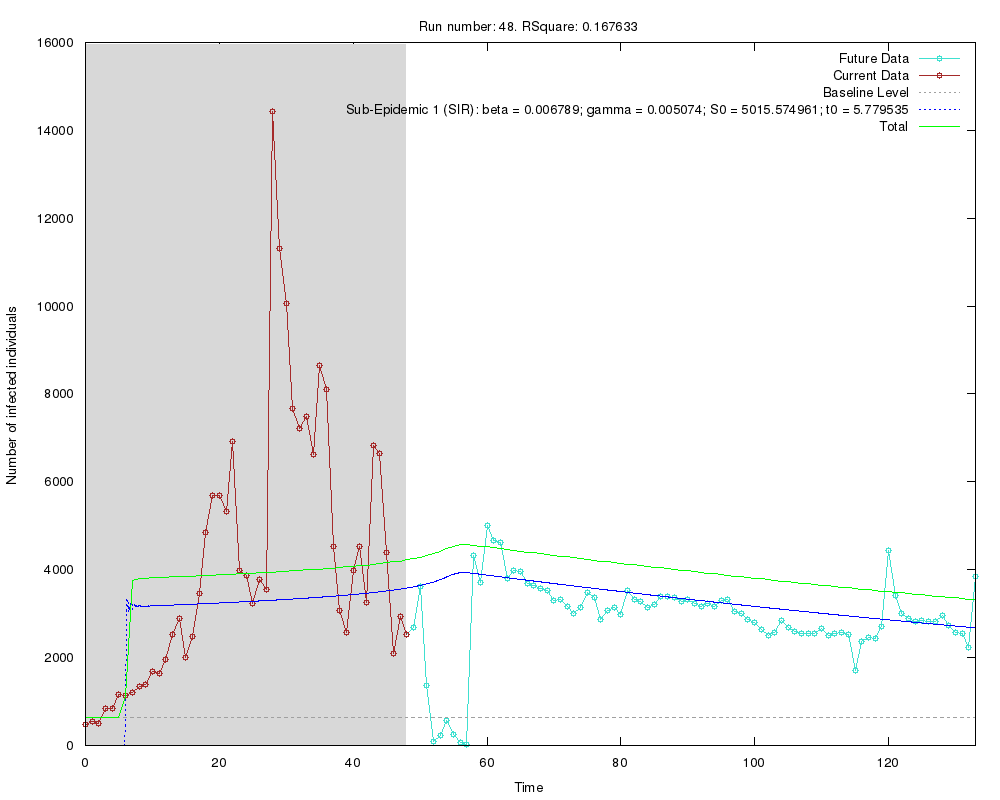 Run number: 48. RSquare: 0.167633
16000
14000
12000
10000
8000
6000
4000
2000
0
Number of infected individuals
Future Data
Current Data
Baseline Level
Sub-Epidemic 1 (SIR): beta = 0.006789; gamma = 0.005074; S0 = 5015.574961; t0 = 5.779535
Total
0 20 40 60 80 100 120
Time